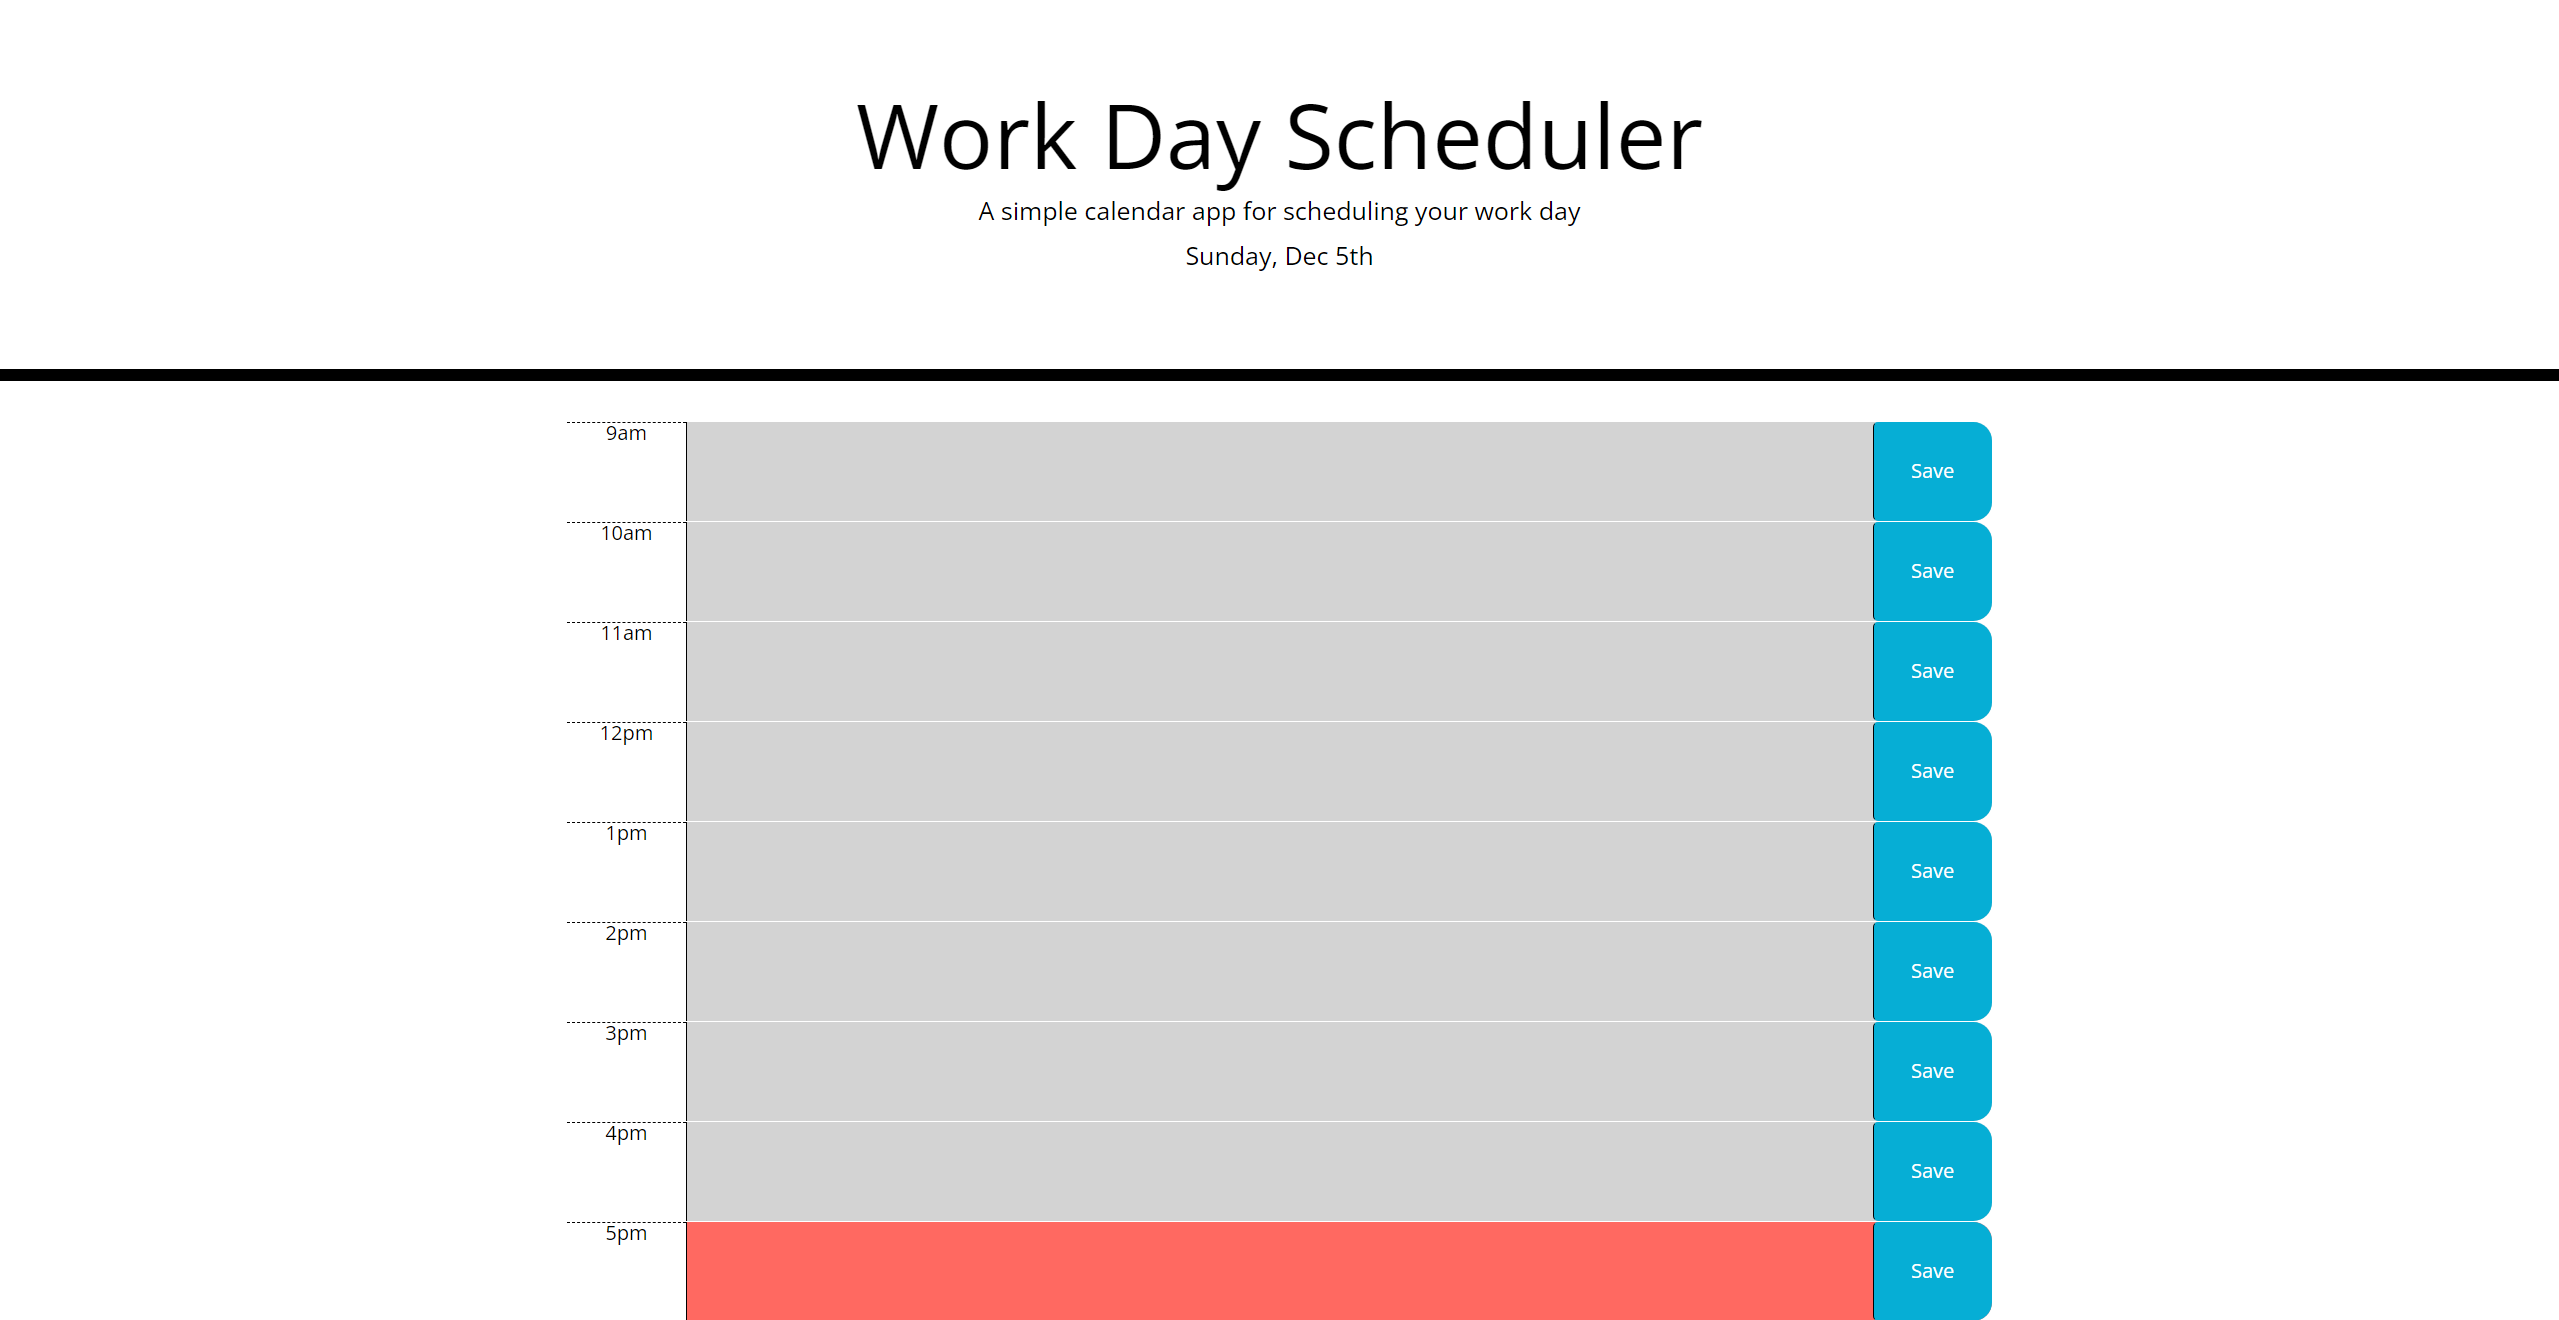 Work Day Scheduler
A simple calendar app for scheduling your work day
Sunday, Dec 5th
9am
Save
10am
Save
11am
Save
12pm
Save
1pm
Save
2pm
Save
3pm
Save
4pm
Save
5pm
Save